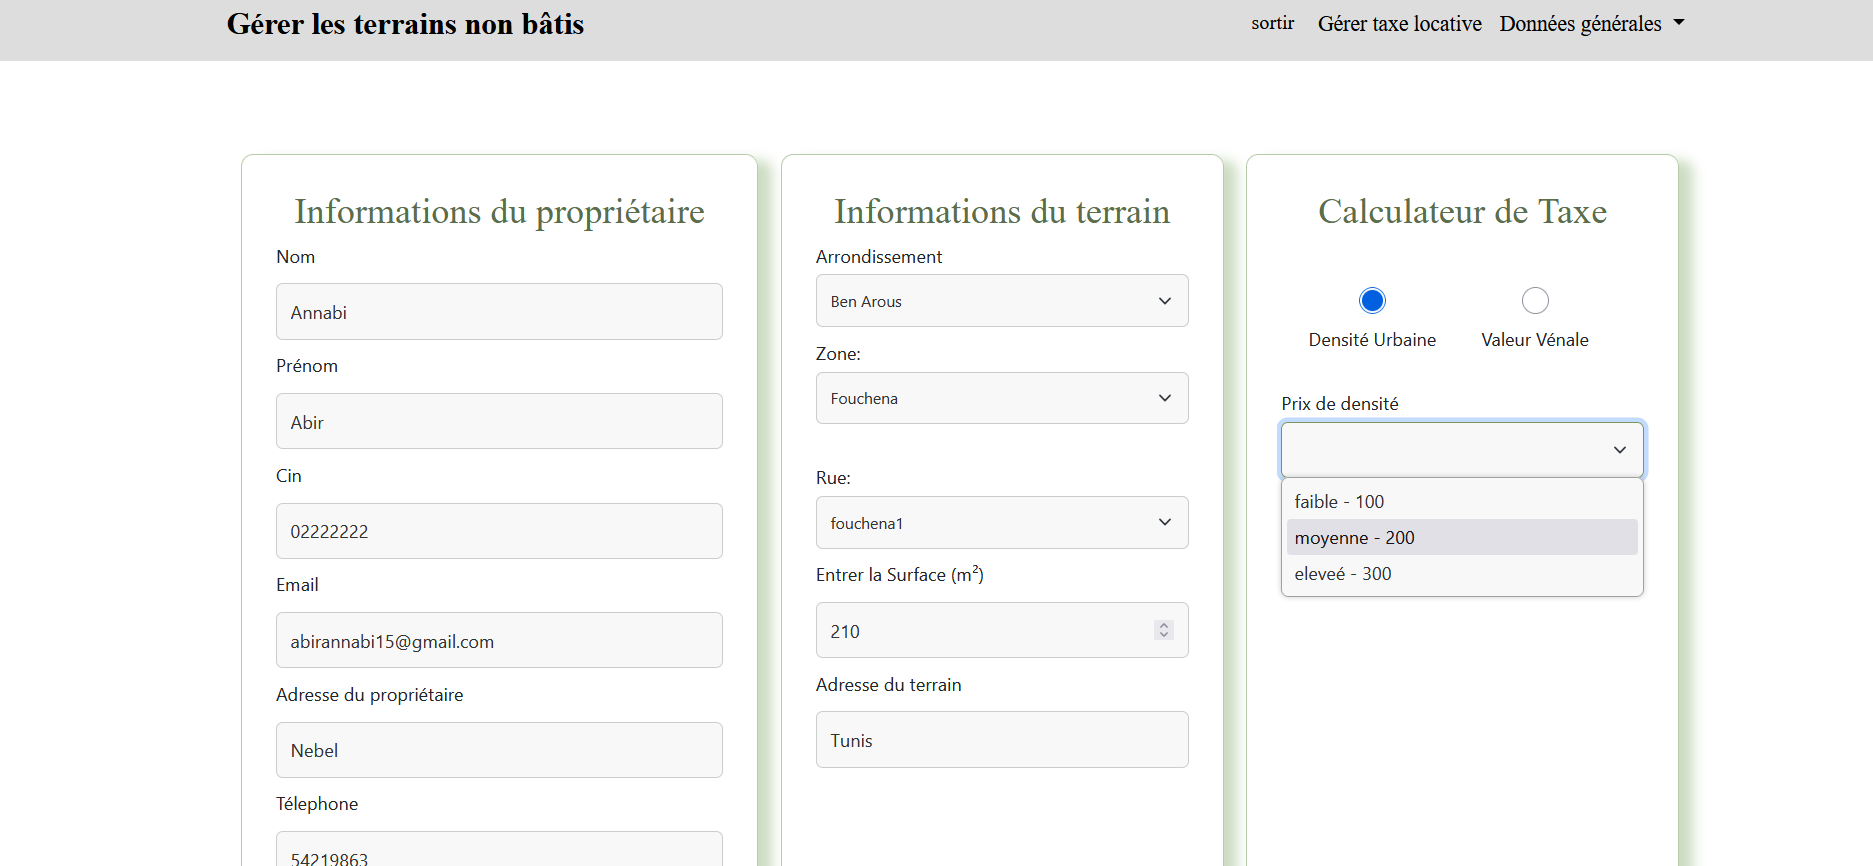 Gérer les terrains non bâtis
sortir
Gérer taxe locative
Données générales
Informations du propriétaire
Nom
Annabi
Prénom
Abir
Cin
02222222
Email
abirannabi15@gmail.com
Adresse du propriétaire
Nebel
Télephone
54219863
Informations du terrain
Arrondissement
Ben Arous
Zone:
Fouchena
Rue:
fouchena1
Entrer la Surface (m²)
210
Adresse du terrain
Tunis
Calculateur de Taxe
Densité Urbaine
Valeur Vénale
Prix de densité
faible - 100
moyenne - 200
eleveé - 300